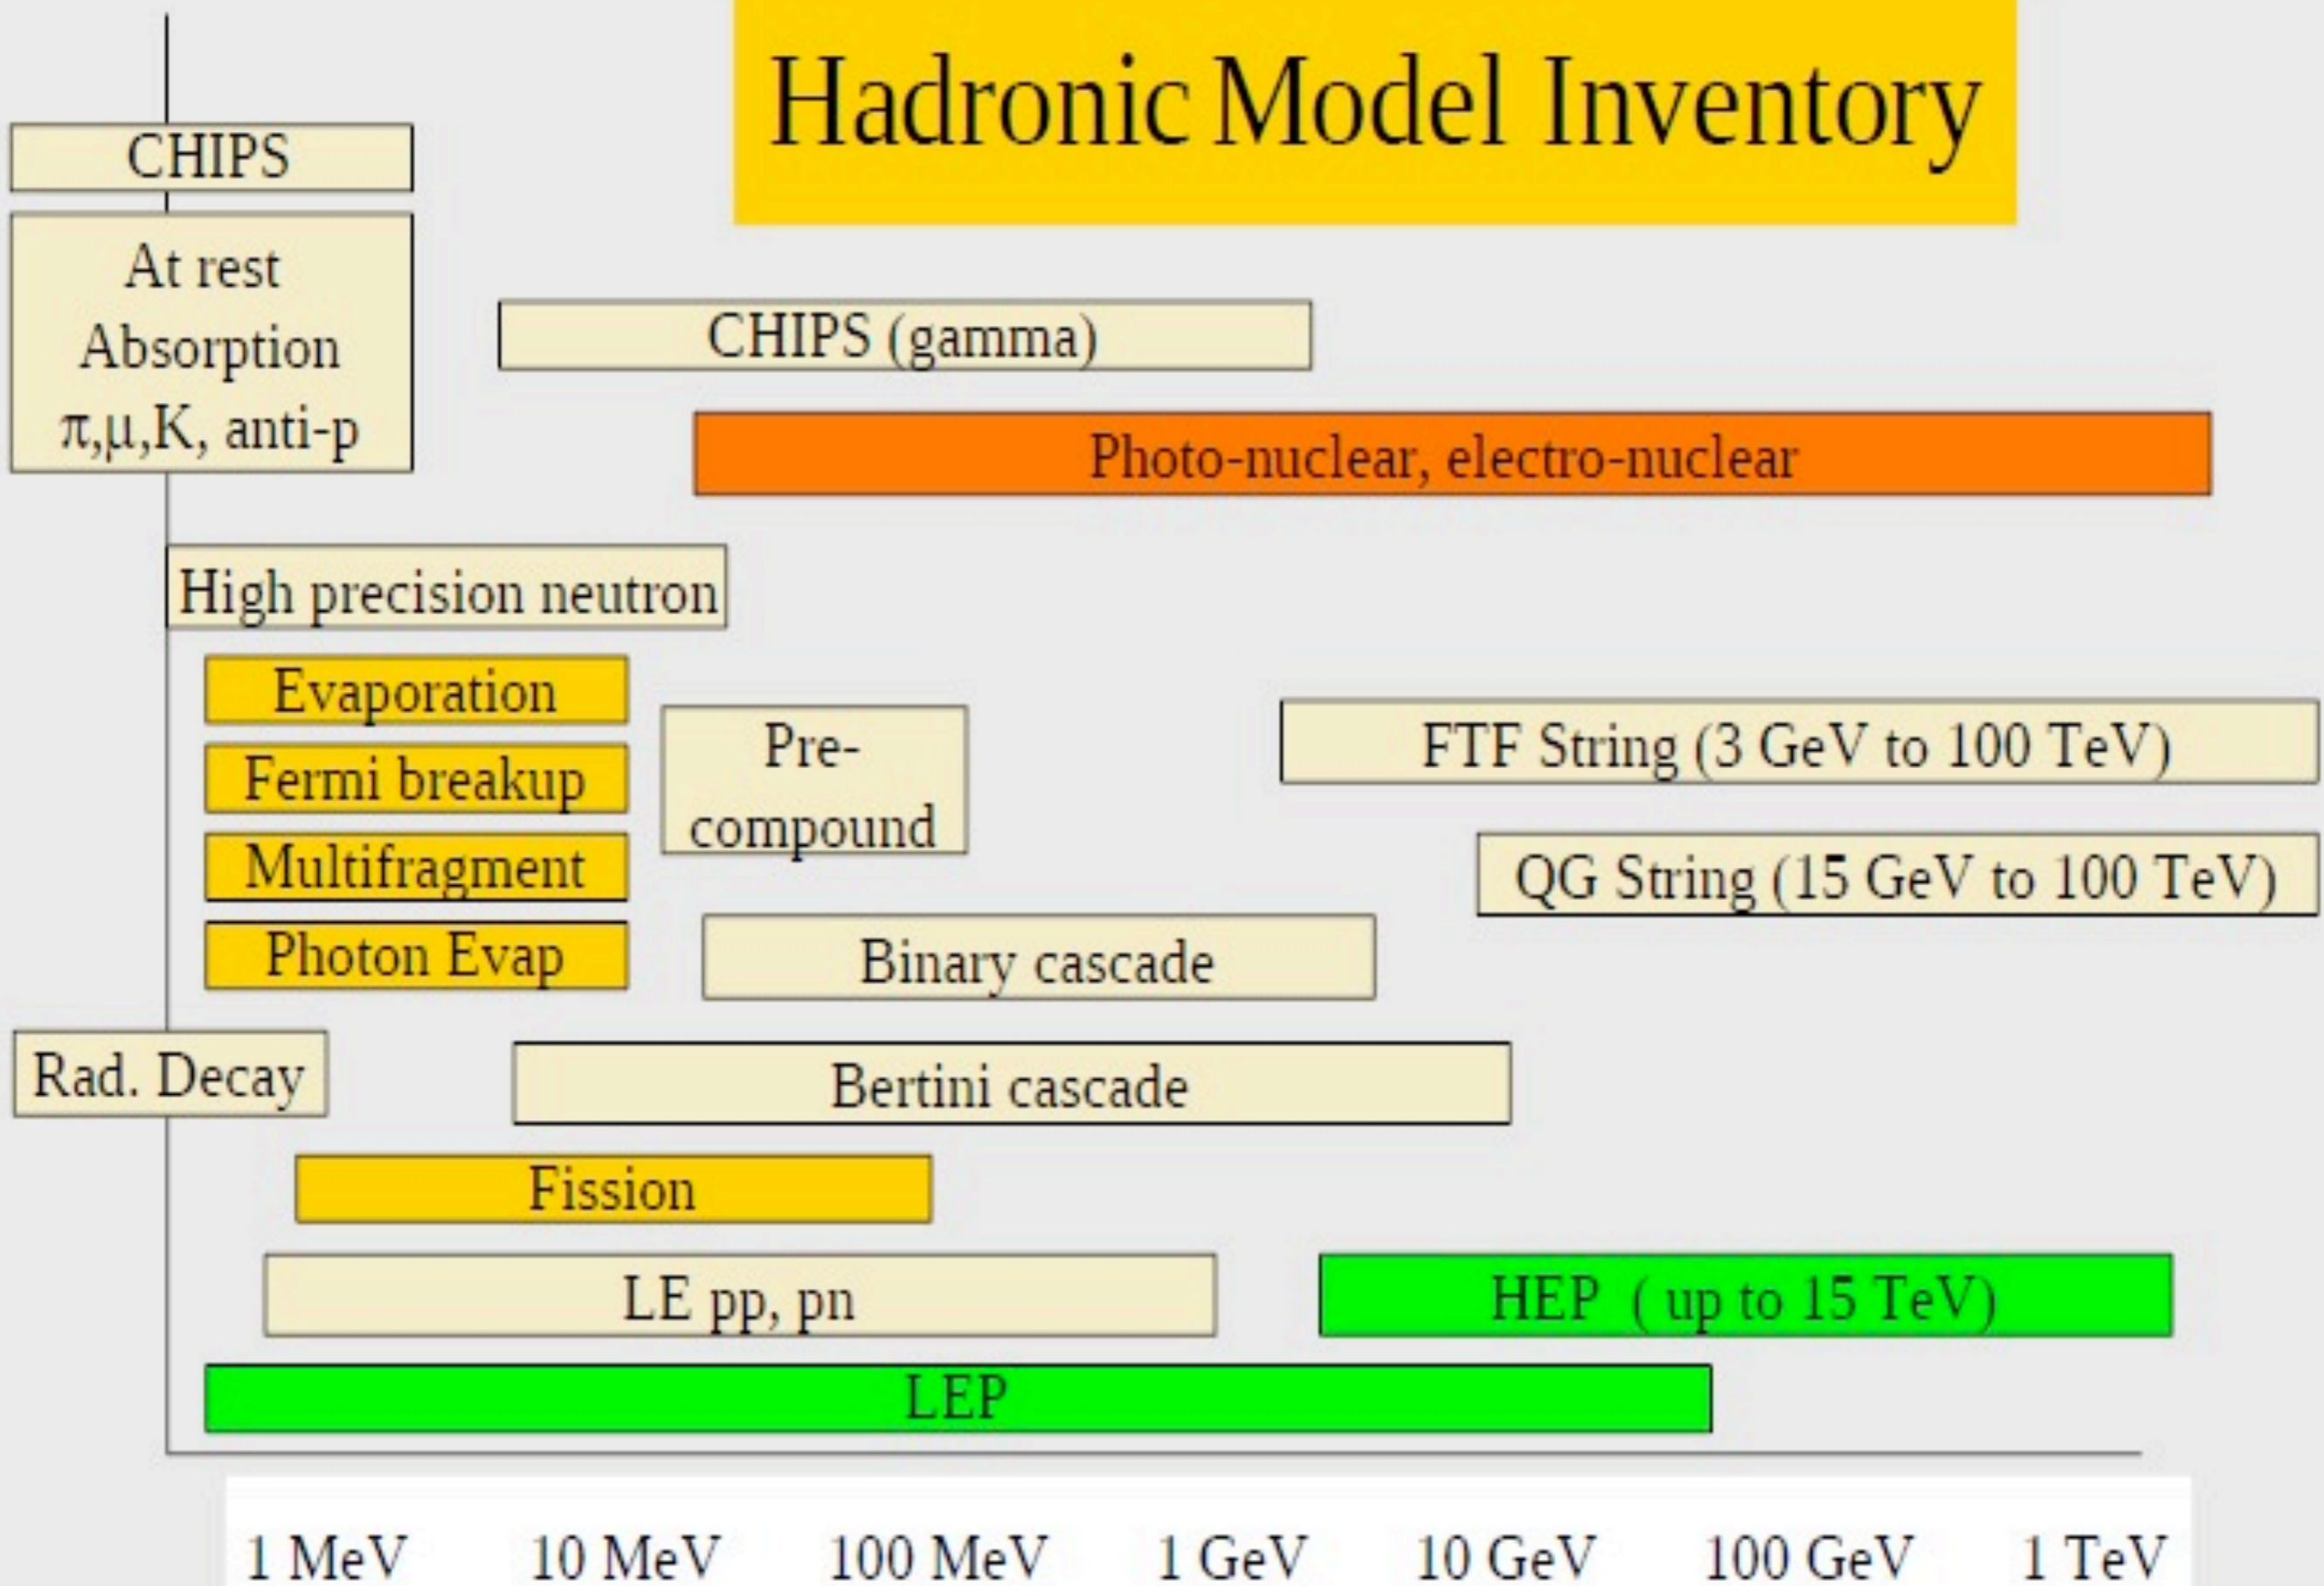 Hadronic Model Inventory
CHIPS
At rest
Absorption
π,μ,K, anti-p
CHIPS (gamma)
Photo-nuclear, electro-nuclear
High precision neutron
Evaporation
Fermi breakup
Multifragment
Photon Evap
Pre-
compound
FTF String (3 GeV to 100 TeV)
QG String (15 GeV to 100 TeV)
Binary cascade
Rad. Decay
Bertini cascade
Fission
LE pp, pn
HEP ( up to 15 TeV)
LEP
1 MeV 10 MeV 100 MeV 1 GeV 10 GeV 100 GeV 1 TeV